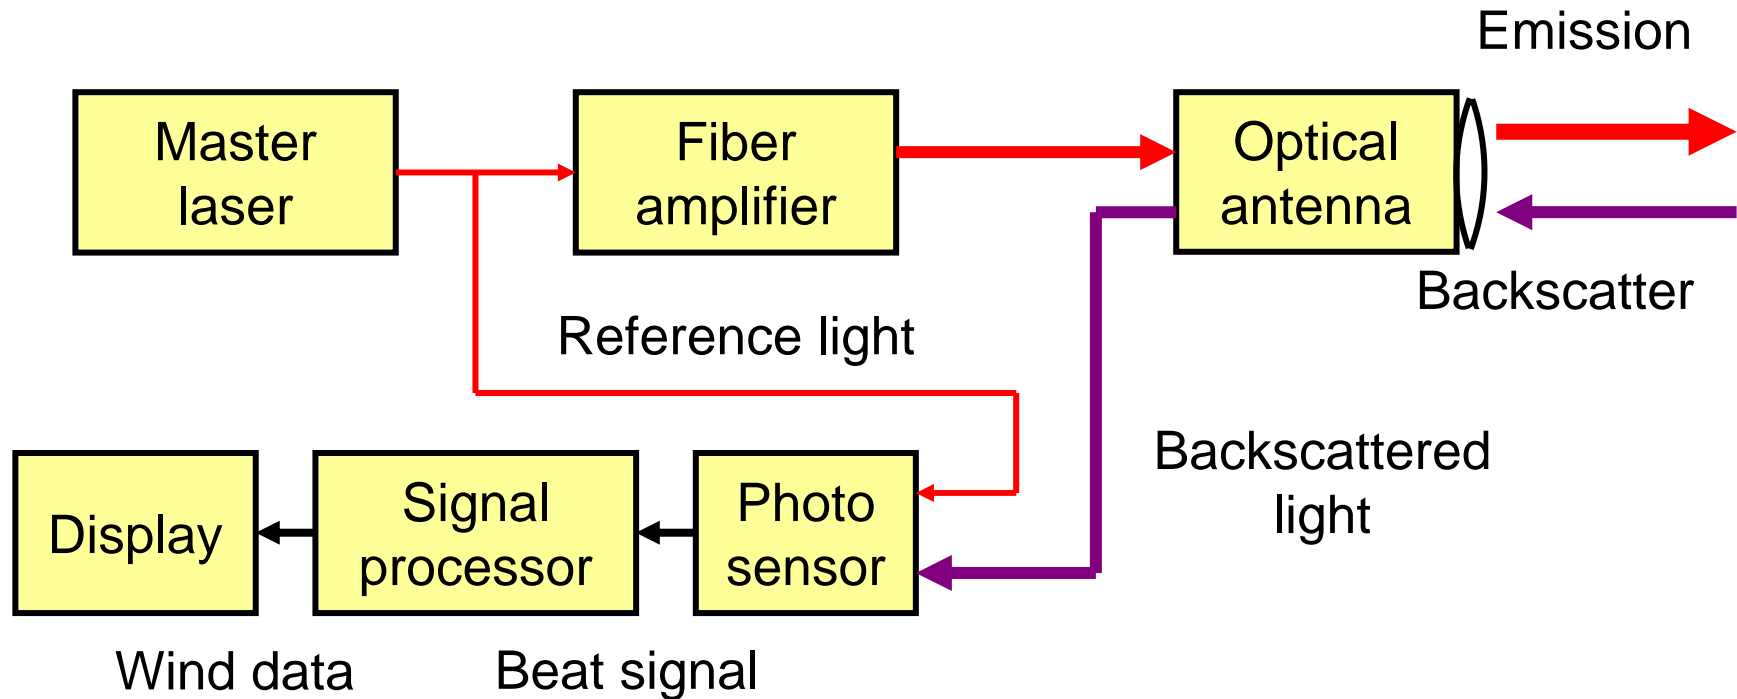 Emission
Master
laser
Fiber
amplifier
Optical
antenna
Backscatter
Reference light
Backscattered
light
Display
Signal
processor
Photo
sensor
Wind data
Beat signal